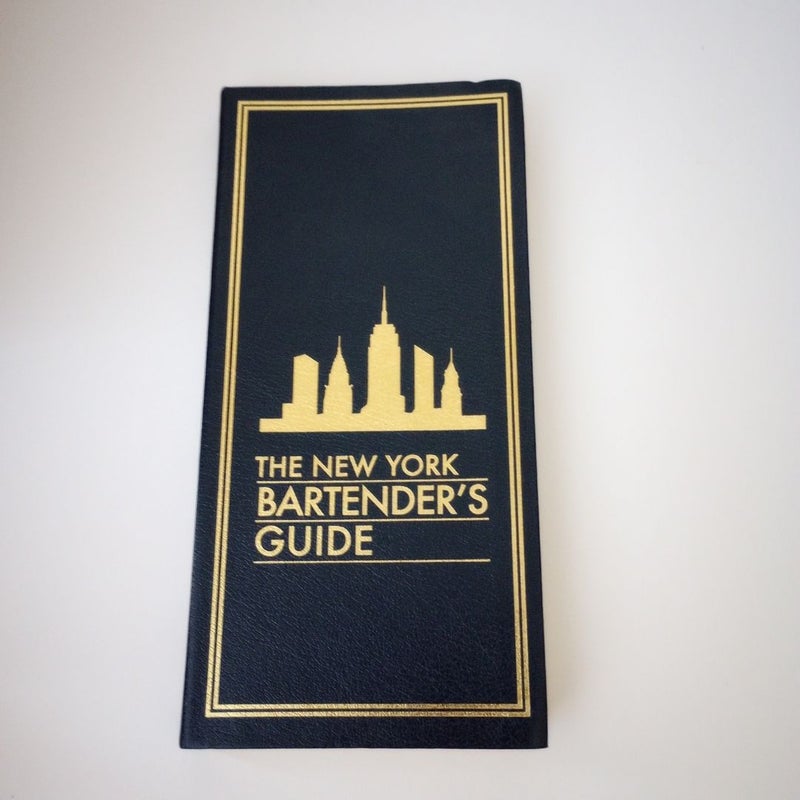 THE NEW YORK
BARTENDER'S
GUIDE